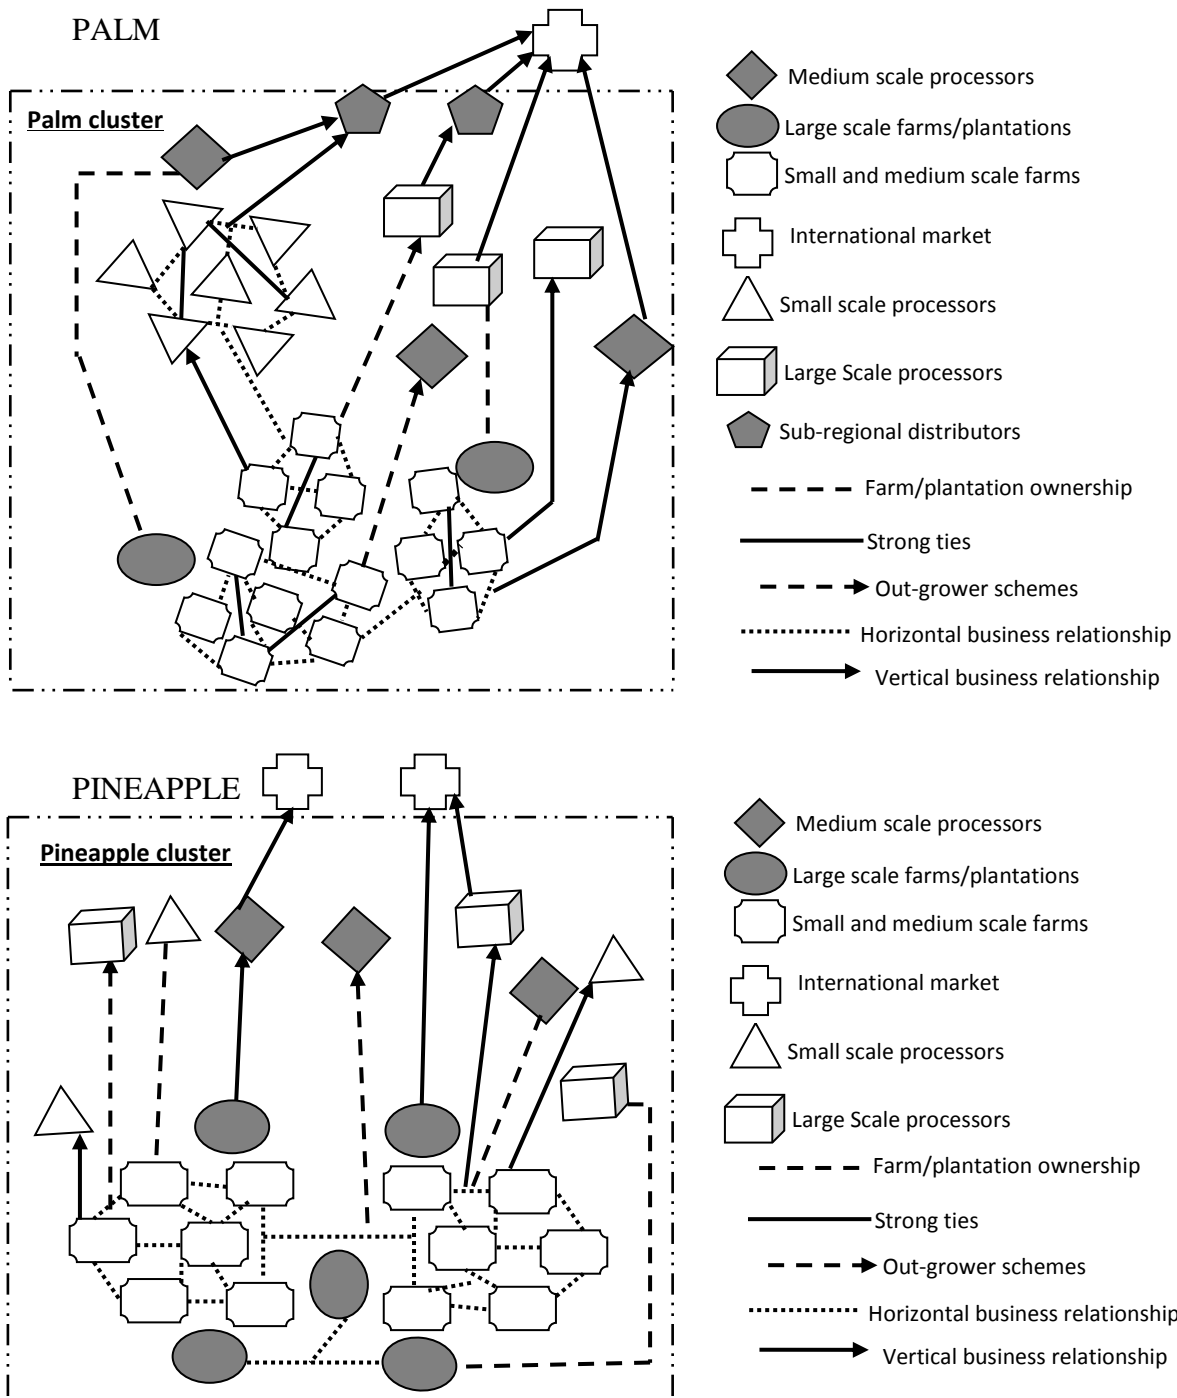 PALM
Palm cluster
Medium scale processors
Large scale farms/plantations
Small and medium scale farms
International market
Small scale processors
Large Scale processors
Sub-regional distributors
Farm/plantation ownership
Strong ties
Out-grower schemes
Horizontal business relationship
Vertical business relationship
PINEAPPLE
Pineapple cluster
Medium scale processors
Large scale farms/plantations
Small and medium scale farms
International market
Small scale processors
Large Scale processors
Farm/plantation ownership
Strong ties
Out-grower schemes
Horizontal business relationship
Vertical business relationship